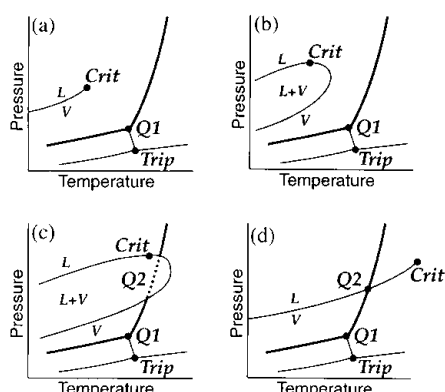 (a)
Pressure
L
Crit
V
Q1
Trip
Temperature
(b)
Pressure
L
Crit
L+V
V
Q1
Trip
Temperature
(c)
Pressure
Crit
L
Q2
L+V
V
Q1
Trip
Temperature
(d)
Pressure
Q2
Crit
L
V
Q1
Trip
Temperature